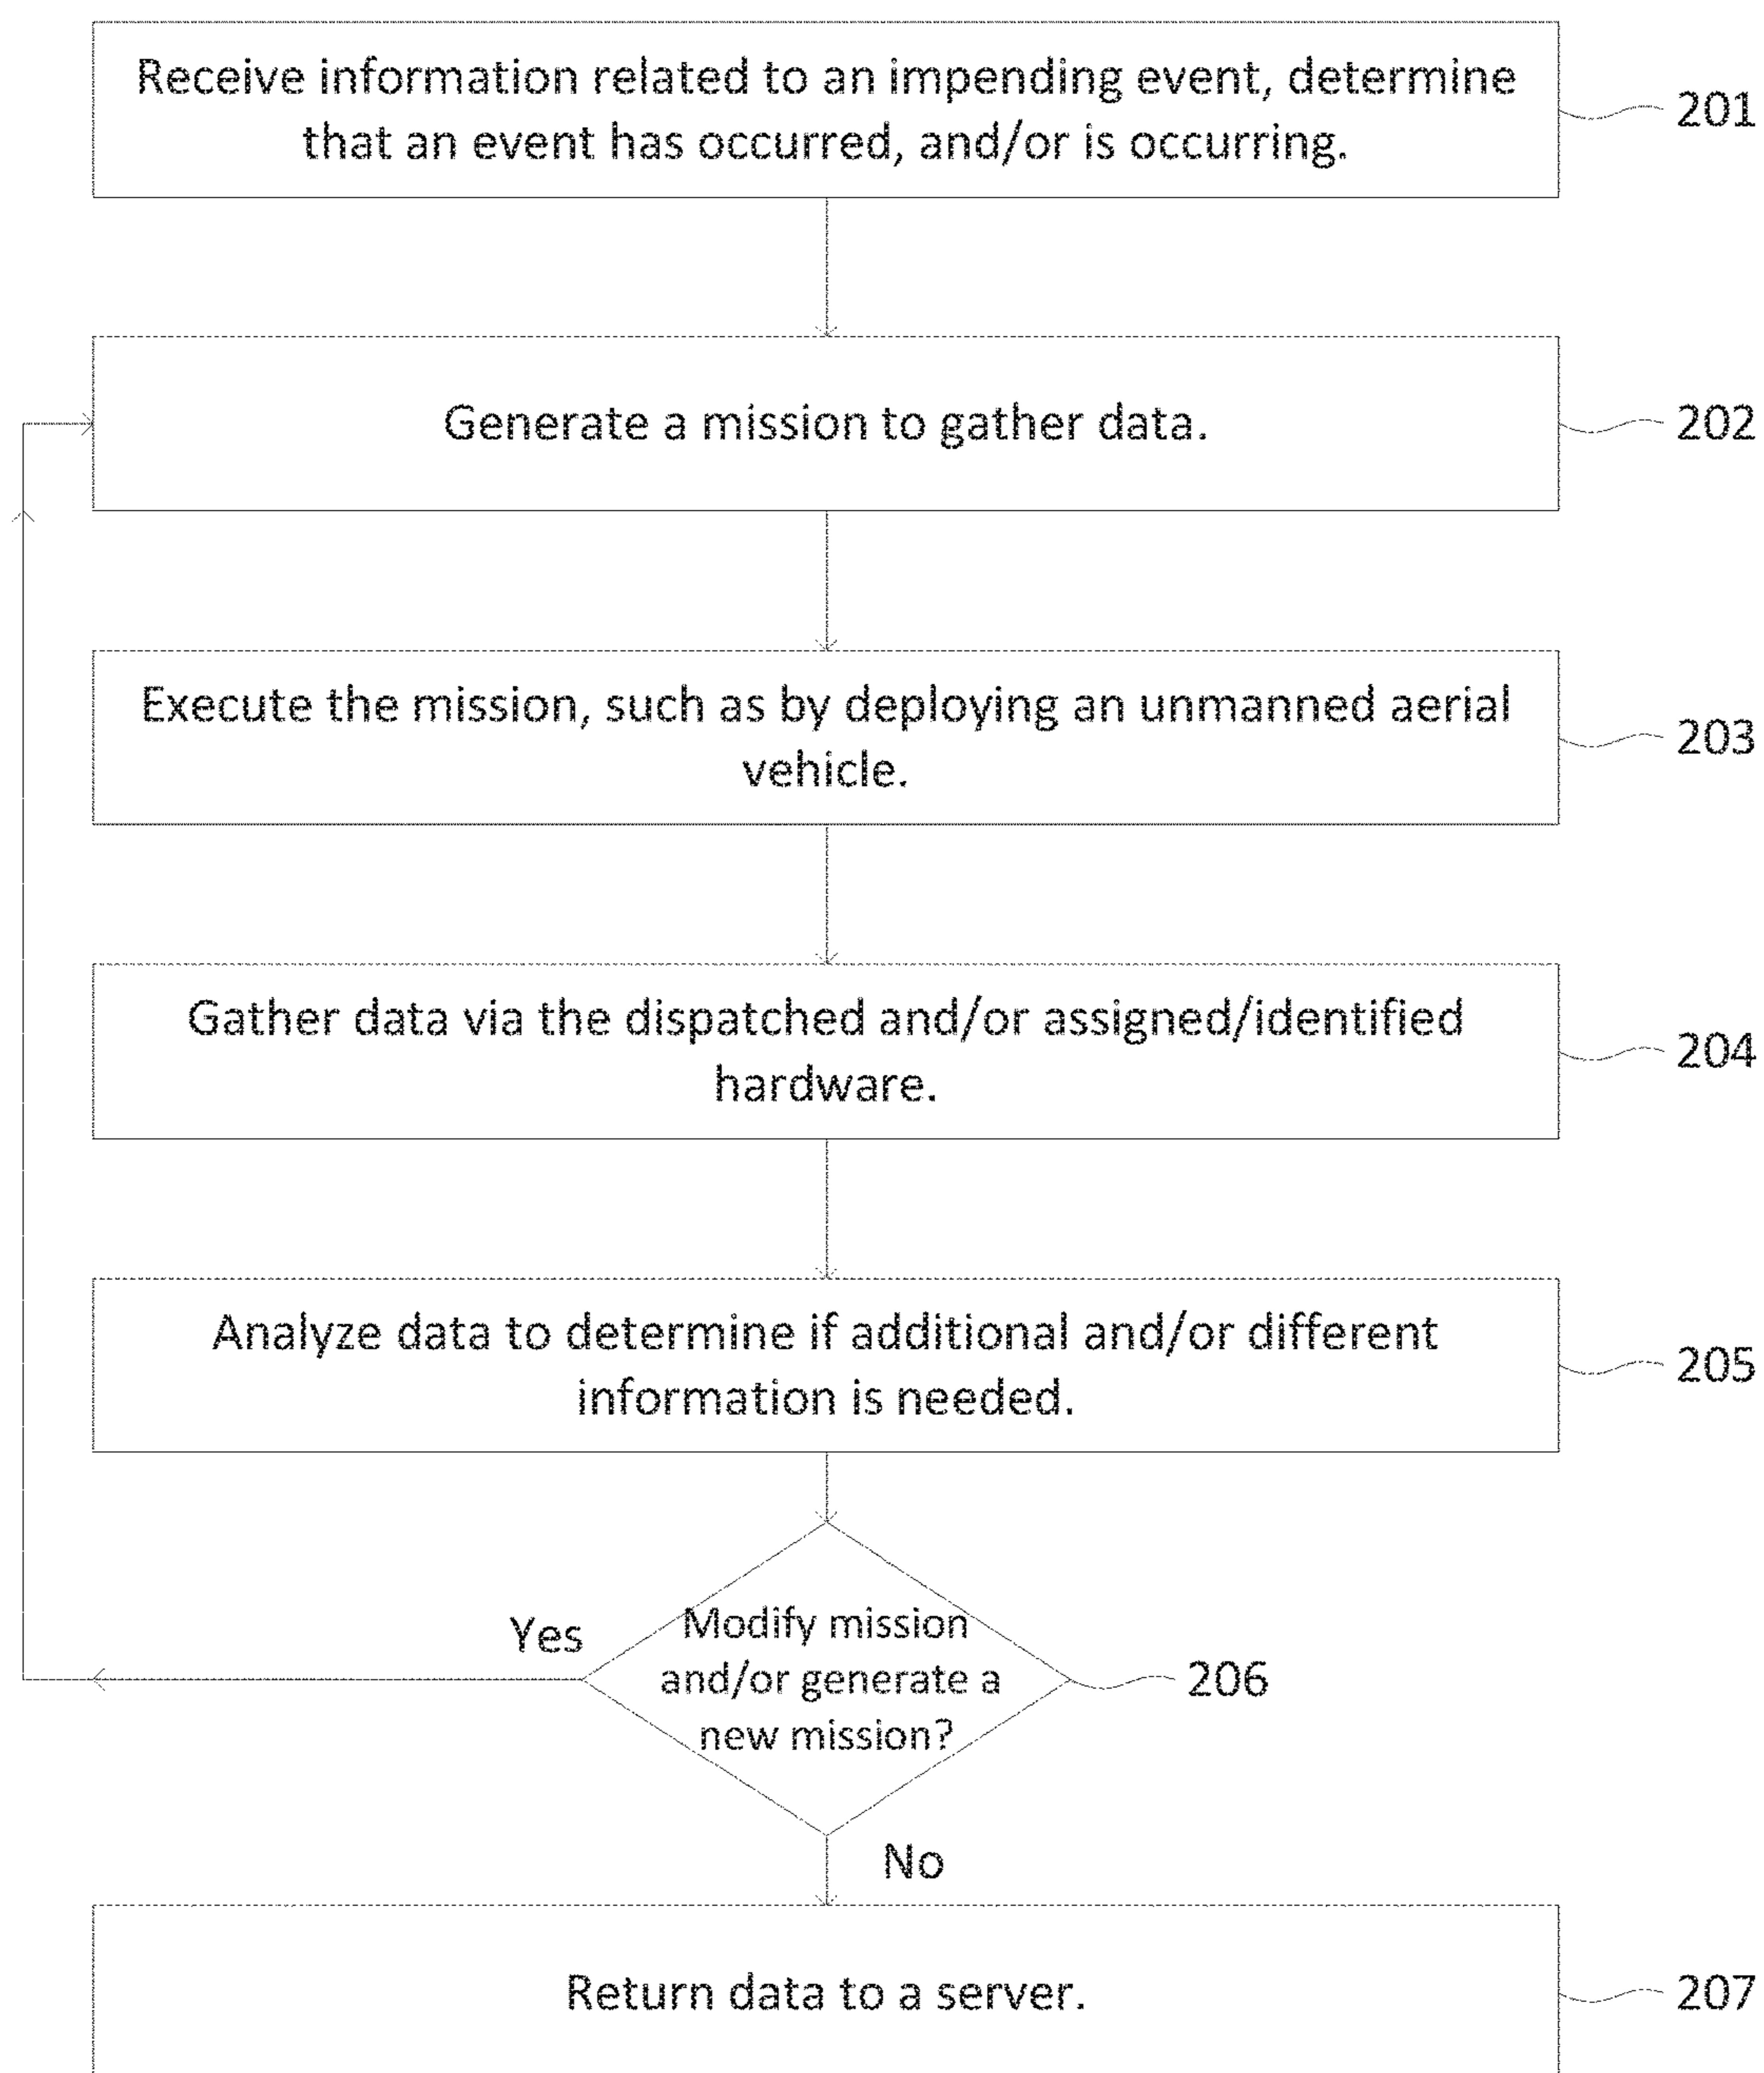 Receive information related to an impending event, determine
that an event has occurred, and/or is occurring.
201
Generate a mission to gather data.
202
Execute the mission, such as by deploying an unmanned aerial
vehicle.
203
Gather data via the dispatched and/or assigned/identified
hardware.
204
Analyze data to determine if additional and/or different
information is needed.
205
Yes
Modify mission
and/or generate a
new mission?
206
No
Return data to a server.
207